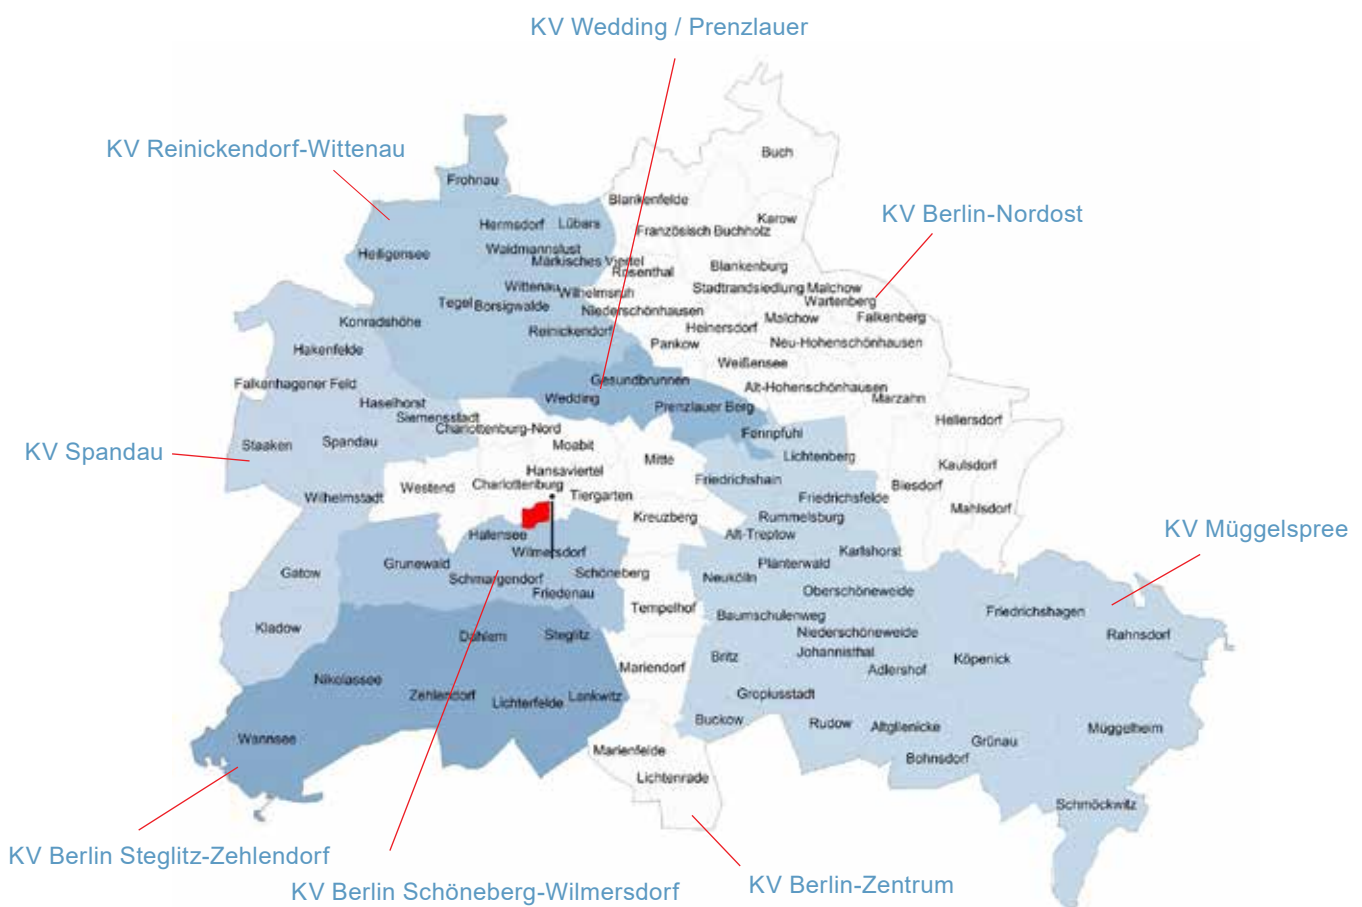 KV Wedding / Prenzlauer
KV Reinickendorf-Wittenau
Buch
Frohnau
Blankenfelde
KV Berlin-Nordost
Hermsdorf
Lübars
Karow
Französisch Buchholz
Heiligensee
Waidmannslust
Märkisches Viertel
Rosenthal
Blankenburg
Wittenau
Wilhelmsruh
Stadtrandsiedlung Malchow
Wartenberg
Tegel
Borsigwalde
Niederschönhausen
Malchow
Falkenberg
Konradshöhe
Reinickendorf
Heinersdorf
Pankow
Neu-Hohenschönhausen
Hakenfelde
Weißensee
Falkenhagener Feld
Gesundbrunnen
Alt-Hohenschönhausen
Haselhorst
Wedding
Prenzlauer Berg
Marzahn
Siemensstadt
Hellersdorf
Charlottenburg-Nord
Fennpfuhl
KV Spandau
Staaken
Spandau
Moabit
Mitte
Lichtenberg
Kaulsdorf
Hansaviertel
Westend
Charlottenburg
Friedrichshain
Biesdorf
Wilhelmstadt
Tiergarten
Friedrichsfelde
Mahlsdorf
Kreuzberg
Rummelsburg
KV Müggelspree
Halensee
Alt-Treptow
Wilmersdorf
Karlshorst
Grunewald
Plänterwald
Gatow
Schmargendorf
Schöneberg
Neukölln
Friedenau
Oberschöneweide
Tempelhof
Baumschulenweg
Friedrichshagen
Kladow
Dahlem
Steglitz
Niederschöneweide
Rahnsdorf
Johannisthal
Mariendorf
Britz
Adlershof
Köpenick
Nikolassee
Zehlendorf
Lichterfelde
Lankwitz
Gropiusstadt
Buckow
Rudow
Altglienicke
Müggelheim
Wannsee
Marienfelde
Grünau
Bohnsdorf
Lichtenrade
Schmöckwitz
KV Berlin Steglitz-Zehlendorf
KV Berlin Schöneberg-Wilmersdorf
KV Berlin-Zentrum